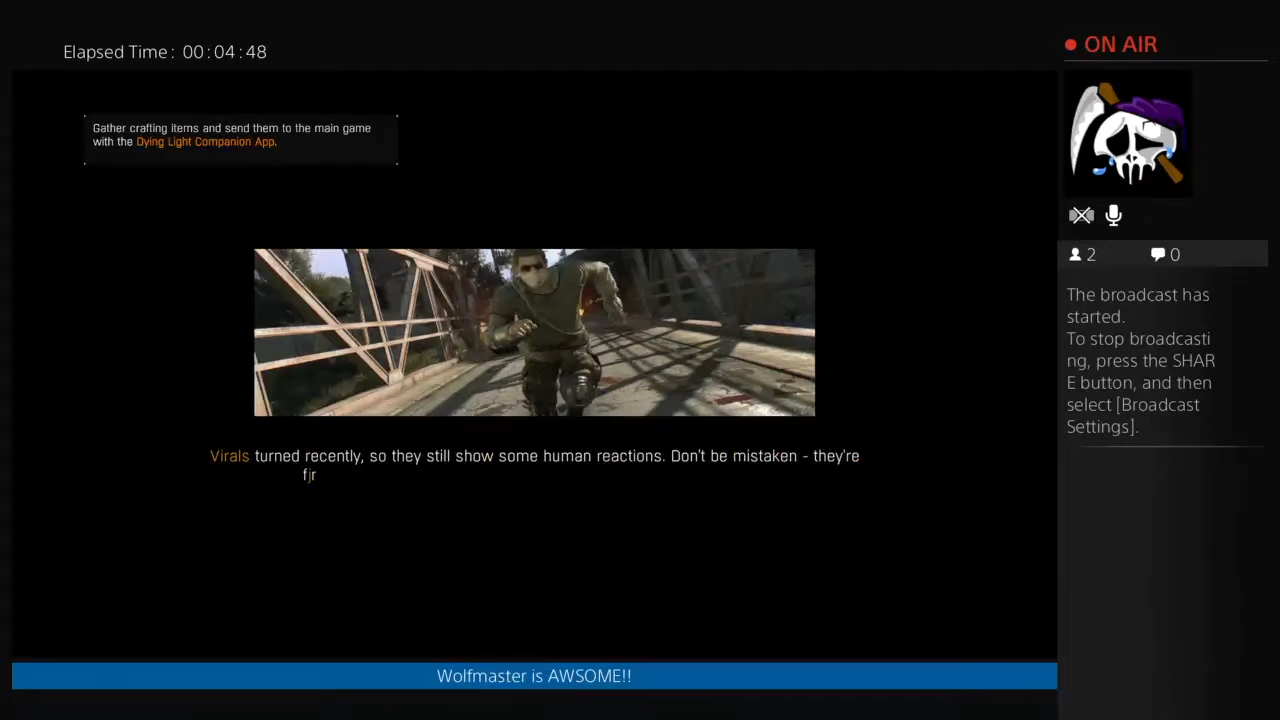 Elapsed Time: 00:04:48
ON AIR
Gather crafting items and send them to the main game
with the Dying Light Companion App.
2
0
The broadcast has
started.
To stop broadcasti
ng, press the SHAR
E button, and then
select [Broadcast
Settings].
Virals turned recently, so they still show some human reactions. Don't be mistaken - they're
fjr
Wolfmaster is AWSOME!!